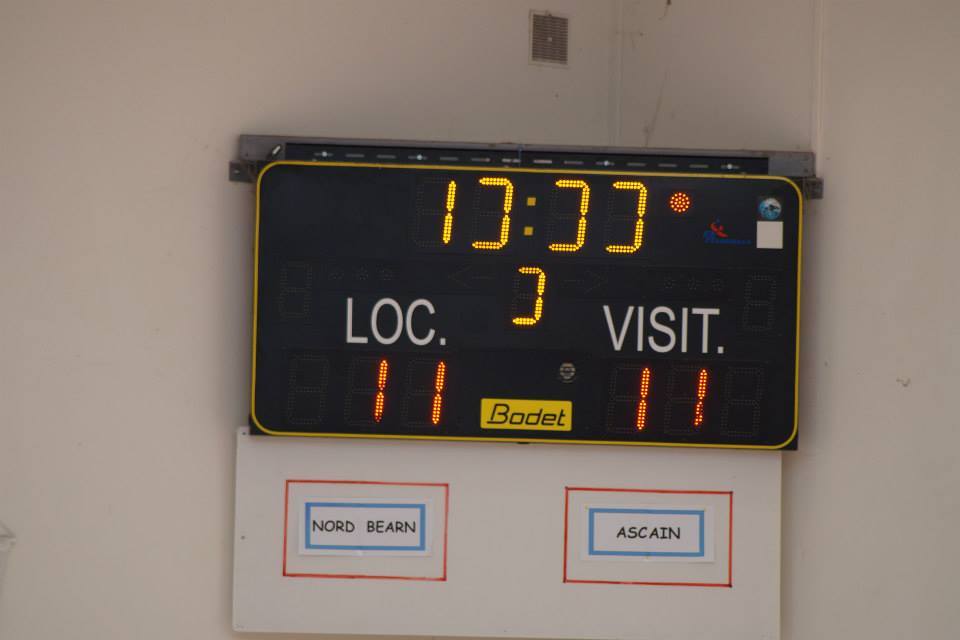 13:33
3
LOC. VISIT.
11 11
Bodet
NORD BEARN ASCAIN